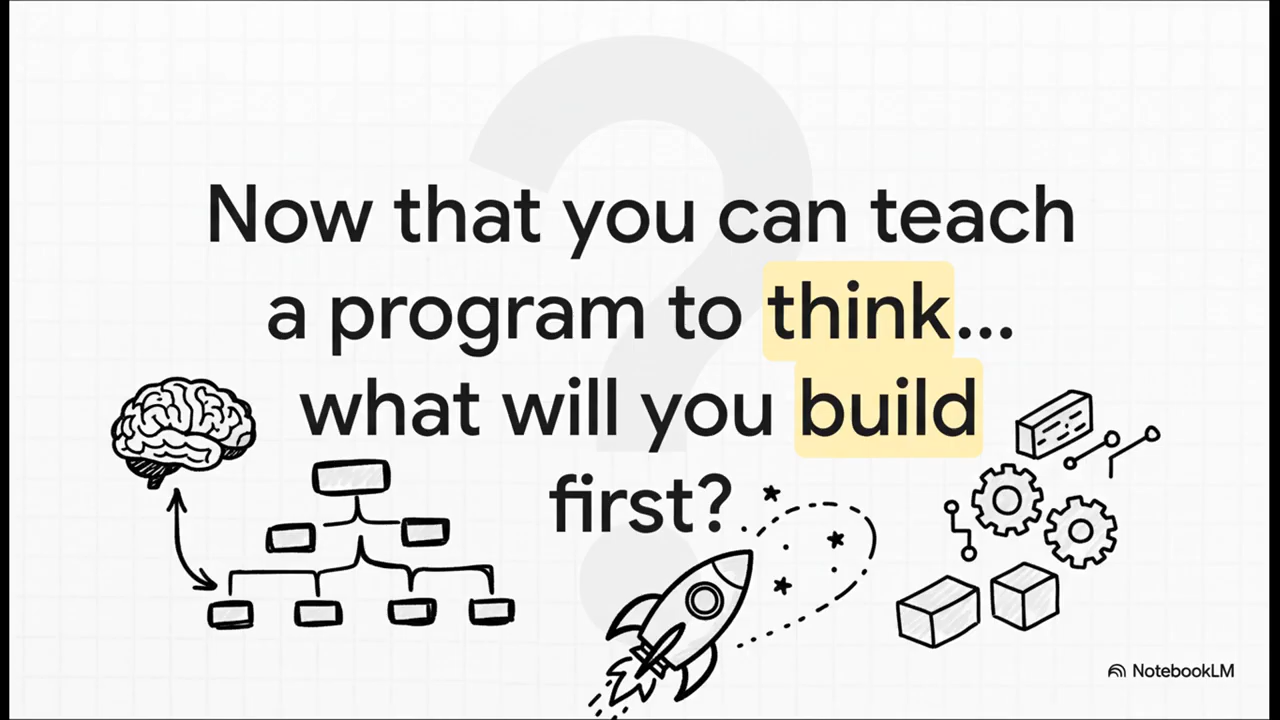 Now that you can teach
a program to think...
what will you build
first?
NotebookLM